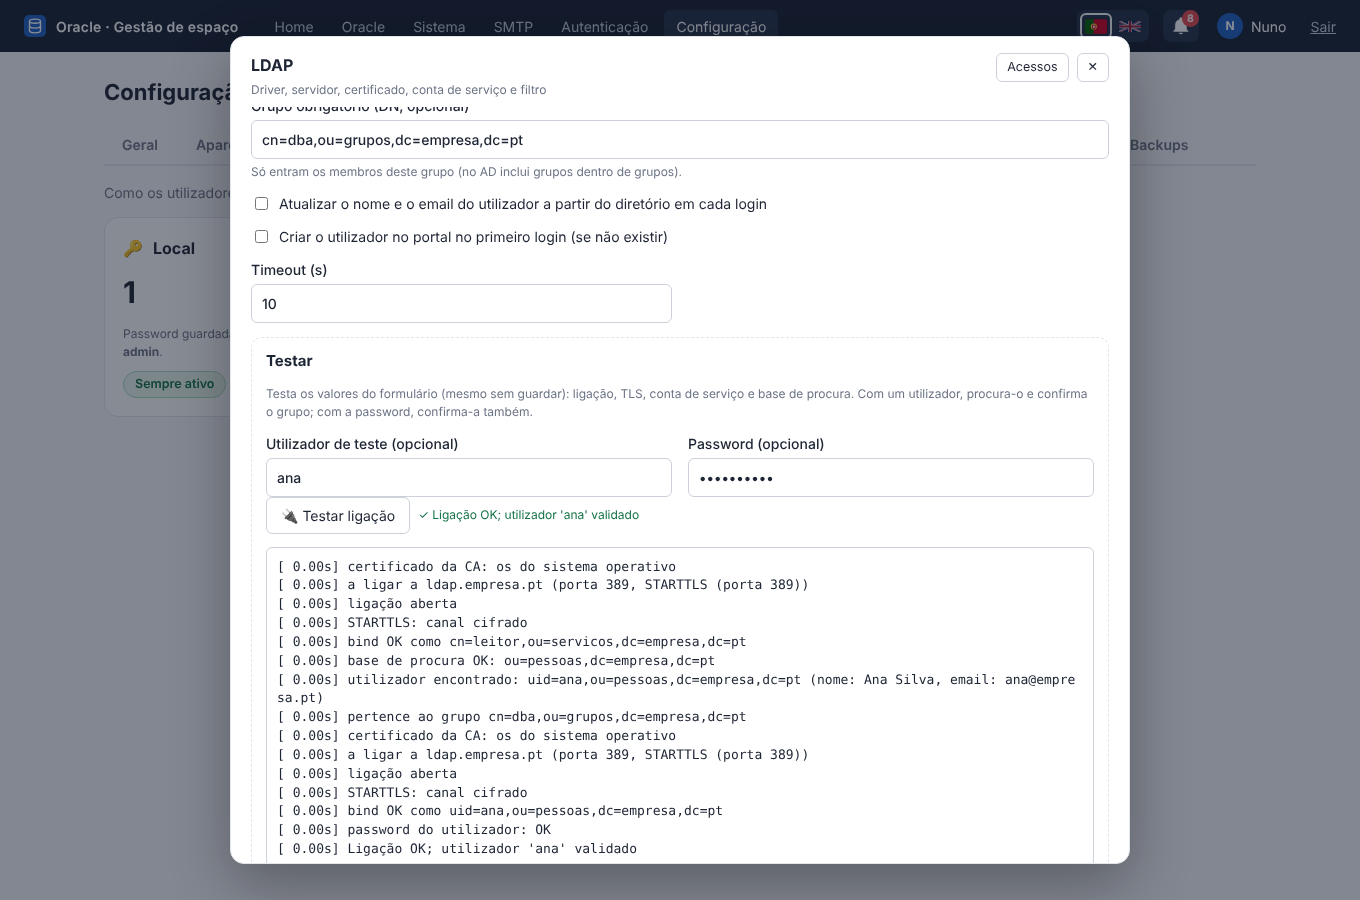 Oracle · Gestão de espaço
Home
Oracle
Sistema
SMTP
Autenticação
Configuração
8
N
Nuno
Sair
Geral
Backups
Como os utilizadore
🔑 Local
1
Password guardad
admin.
Sempre ativo
LDAP
Acessos
✕
Driver, servidor, certificado, conta de serviço e filtro
Grupo obrigatório (DN, opcional)
cn=dba,ou=grupos,dc=empresa,dc=pt
Só entram os membros deste grupo (no AD inclui grupos dentro de grupos).
Atualizar o nome e o email do utilizador a partir do diretório em cada login
Criar o utilizador no portal no primeiro login (se não existir)
Timeout (s)
10
Testar
Testa os valores do formulário (mesmo sem guardar): ligação, TLS, conta de serviço e base de procura. Com um utilizador, procura-o e confirma
o grupo; com a password, confirma-a também.
Utilizador de teste (opcional)
Password (opcional)
ana
••••••••••
🔌 Testar ligação
✓ Ligação OK; utilizador 'ana' validado
[ 0.00s] certificado da CA: os do sistema operativo
[ 0.00s] a ligar a ldap.empresa.pt (porta 389, STARTTLS (porta 389))
[ 0.00s] ligação aberta
[ 0.00s] STARTTLS: canal cifrado
[ 0.00s] bind OK como cn=leitor,ou=servicos,dc=empresa,dc=pt
[ 0.00s] base de procura OK: ou=pessoas,dc=empresa,dc=pt
[ 0.00s] utilizador encontrado: uid=ana,ou=pessoas,dc=empresa,dc=pt (nome: Ana Silva, email: ana@empre
sa.pt)
[ 0.00s] pertence ao grupo cn=dba,ou=grupos,dc=empresa,dc=pt
[ 0.00s] certificado da CA: os do sistema operativo
[ 0.00s] a ligar a ldap.empresa.pt (porta 389, STARTTLS (porta 389))
[ 0.00s] ligação aberta
[ 0.00s] STARTTLS: canal cifrado
[ 0.00s] bind OK como uid=ana,ou=pessoas,dc=empresa,dc=pt
[ 0.00s] password do utilizador: OK
[ 0.00s] Ligação OK; utilizador 'ana' validado